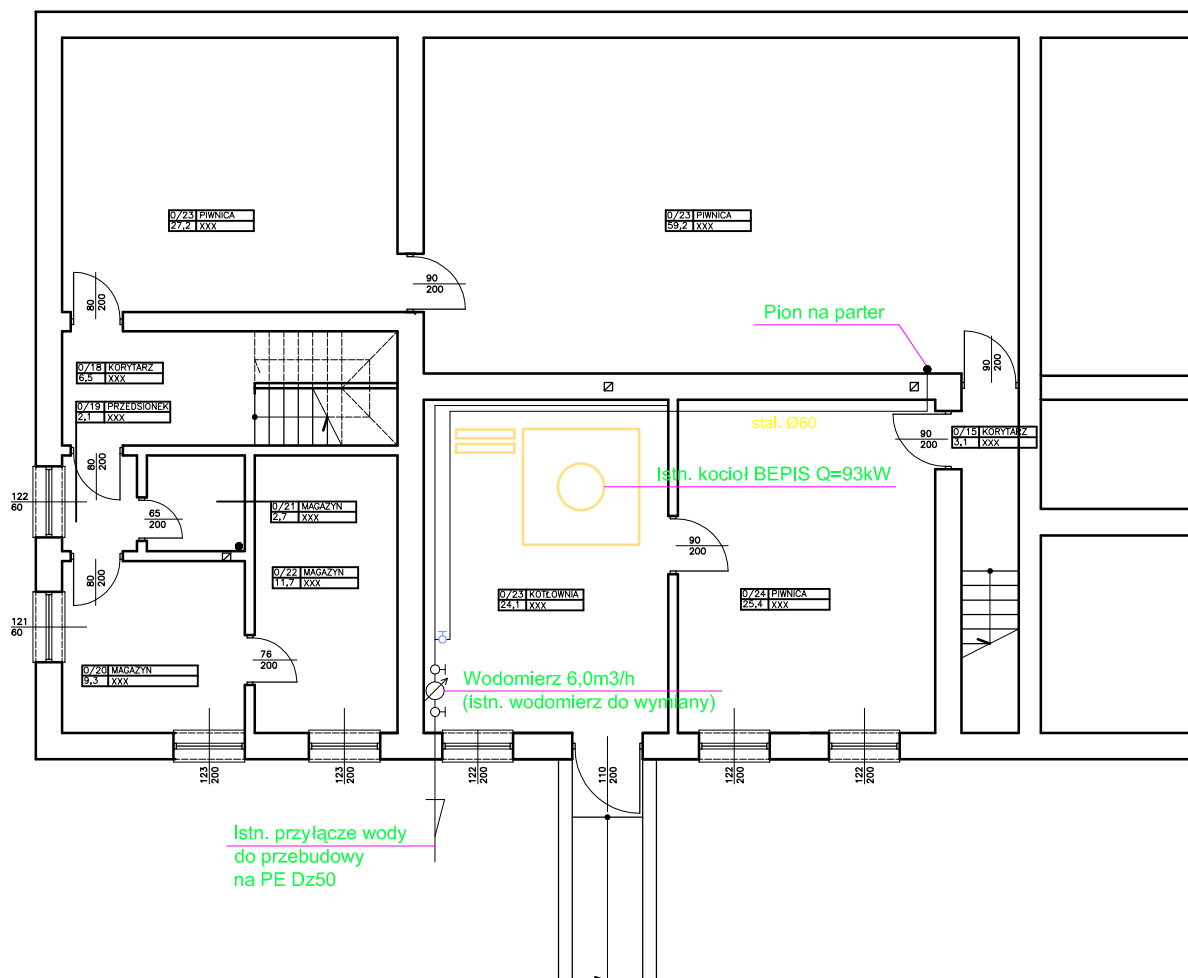 0/23 PIWNICA
27,2 XXX
0/23 PIWNICA
59,2 XXX
90
200
80
200
Pion na parter
0/18 KORYTARZ
6,5 XXX
90
200
0/19 PRZEDSIONEK
2,1 XXX
stal. Ø60
90
200
0/15 KORYTARZ
3,1 XXX
80
200
Istn. kocioł BEPIS Q=93kW
122
60
65
200
0/21 MAGAZYN
2,7 XXX
90
200
80
200
0/22 MAGAZYN
11,7 XXX
0/23 KOTŁOWNIA
24,1 XXX
0/24 PIWNICA
25,4 XXX
121
60
76
200
0/20 MAGAZYN
9,3 XXX
Wodomierz 6,0m3/h
(istn. wodomierz do wymiany)
123
200
123
200
122
200
110
200
122
200
122
200
Istn. przyłącze wody
do przebudowy
na PE Dz50